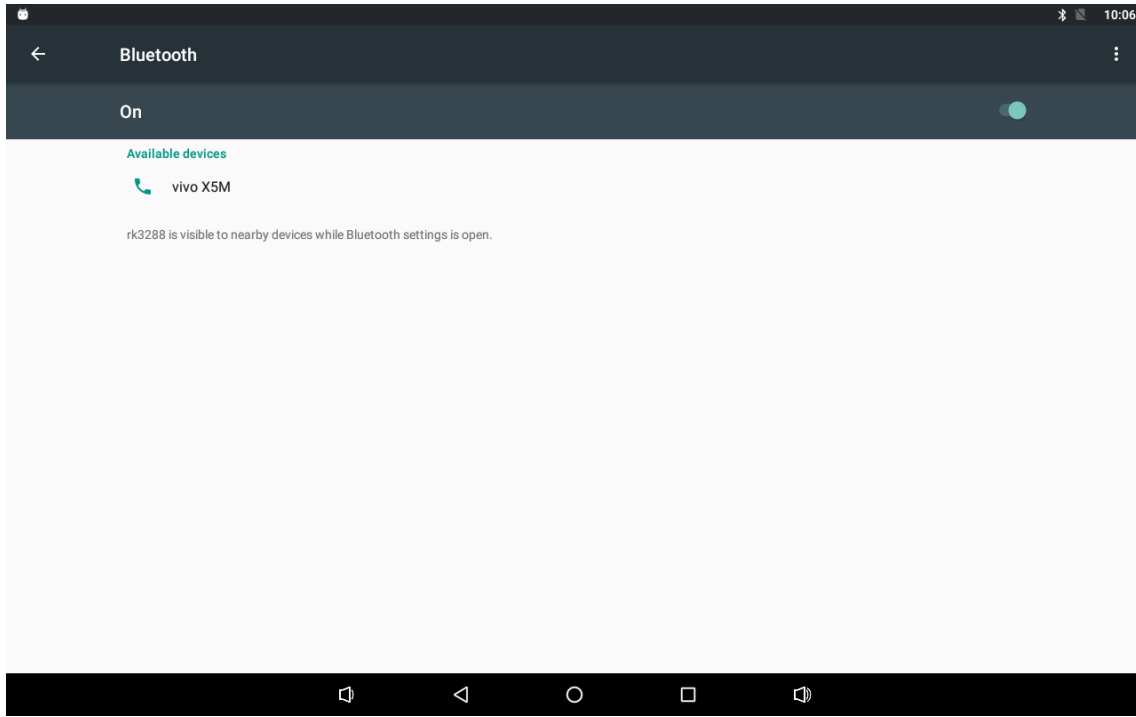 10:06
Bluetooth
On
Available devices
vivo X5M
rk3288 is visible to nearby devices while Bluetooth settings is open.